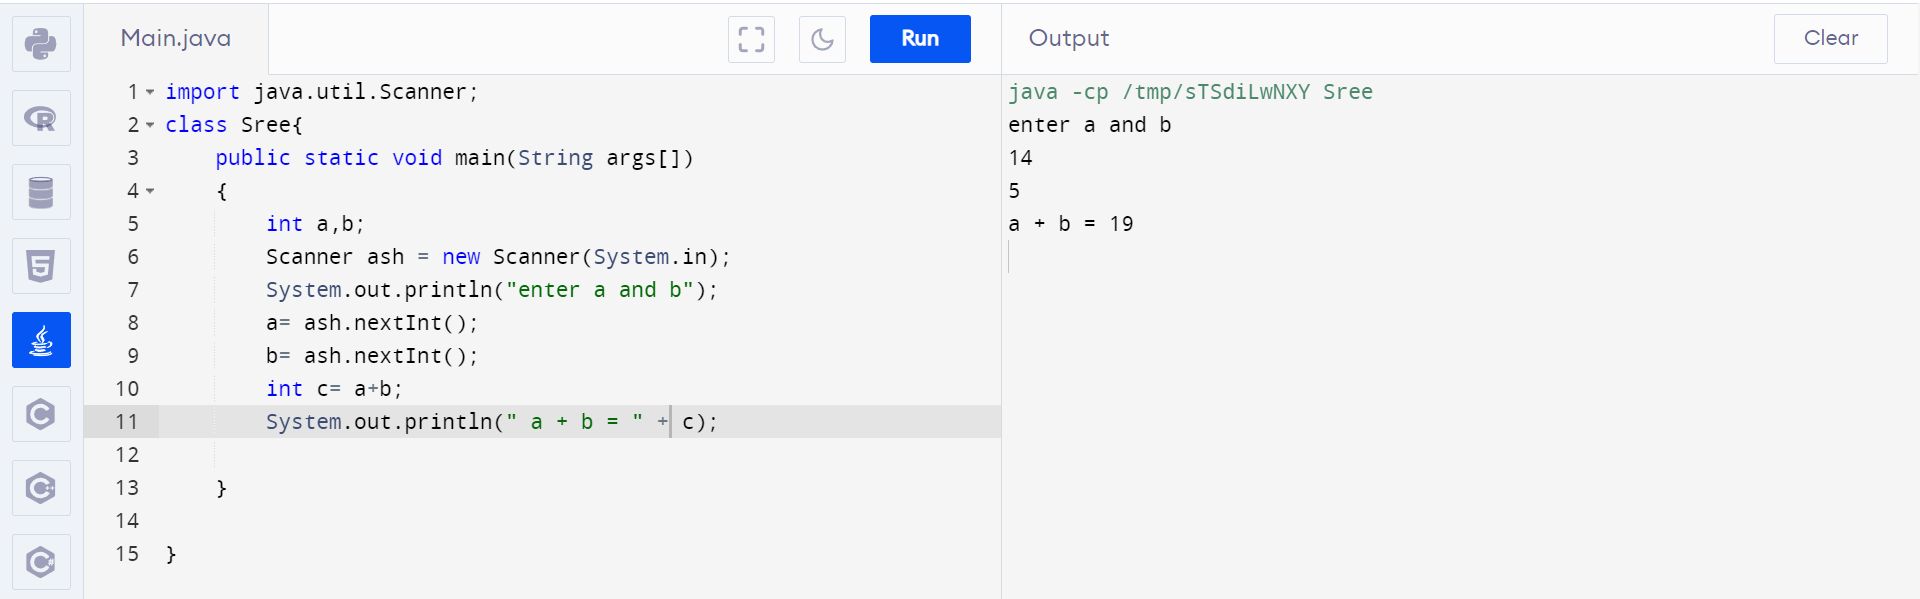 Main.java
Run
1 import java.util.Scanner;
2 class Sree{
3     public static void main(String args[])
4     {
5         int a,b;
6         Scanner ash = new Scanner(System.in);
7         System.out.println("enter a and b");
8         a= ash.nextInt();
9         b= ash.nextInt();
10         int c= a+b;
11         System.out.println(" a + b = " + c);
12
13     }
14
15 }
Output
Clear
java -cp /tmp/sTSdiLwNXY Sree
enter a and b
14
5
a + b = 19